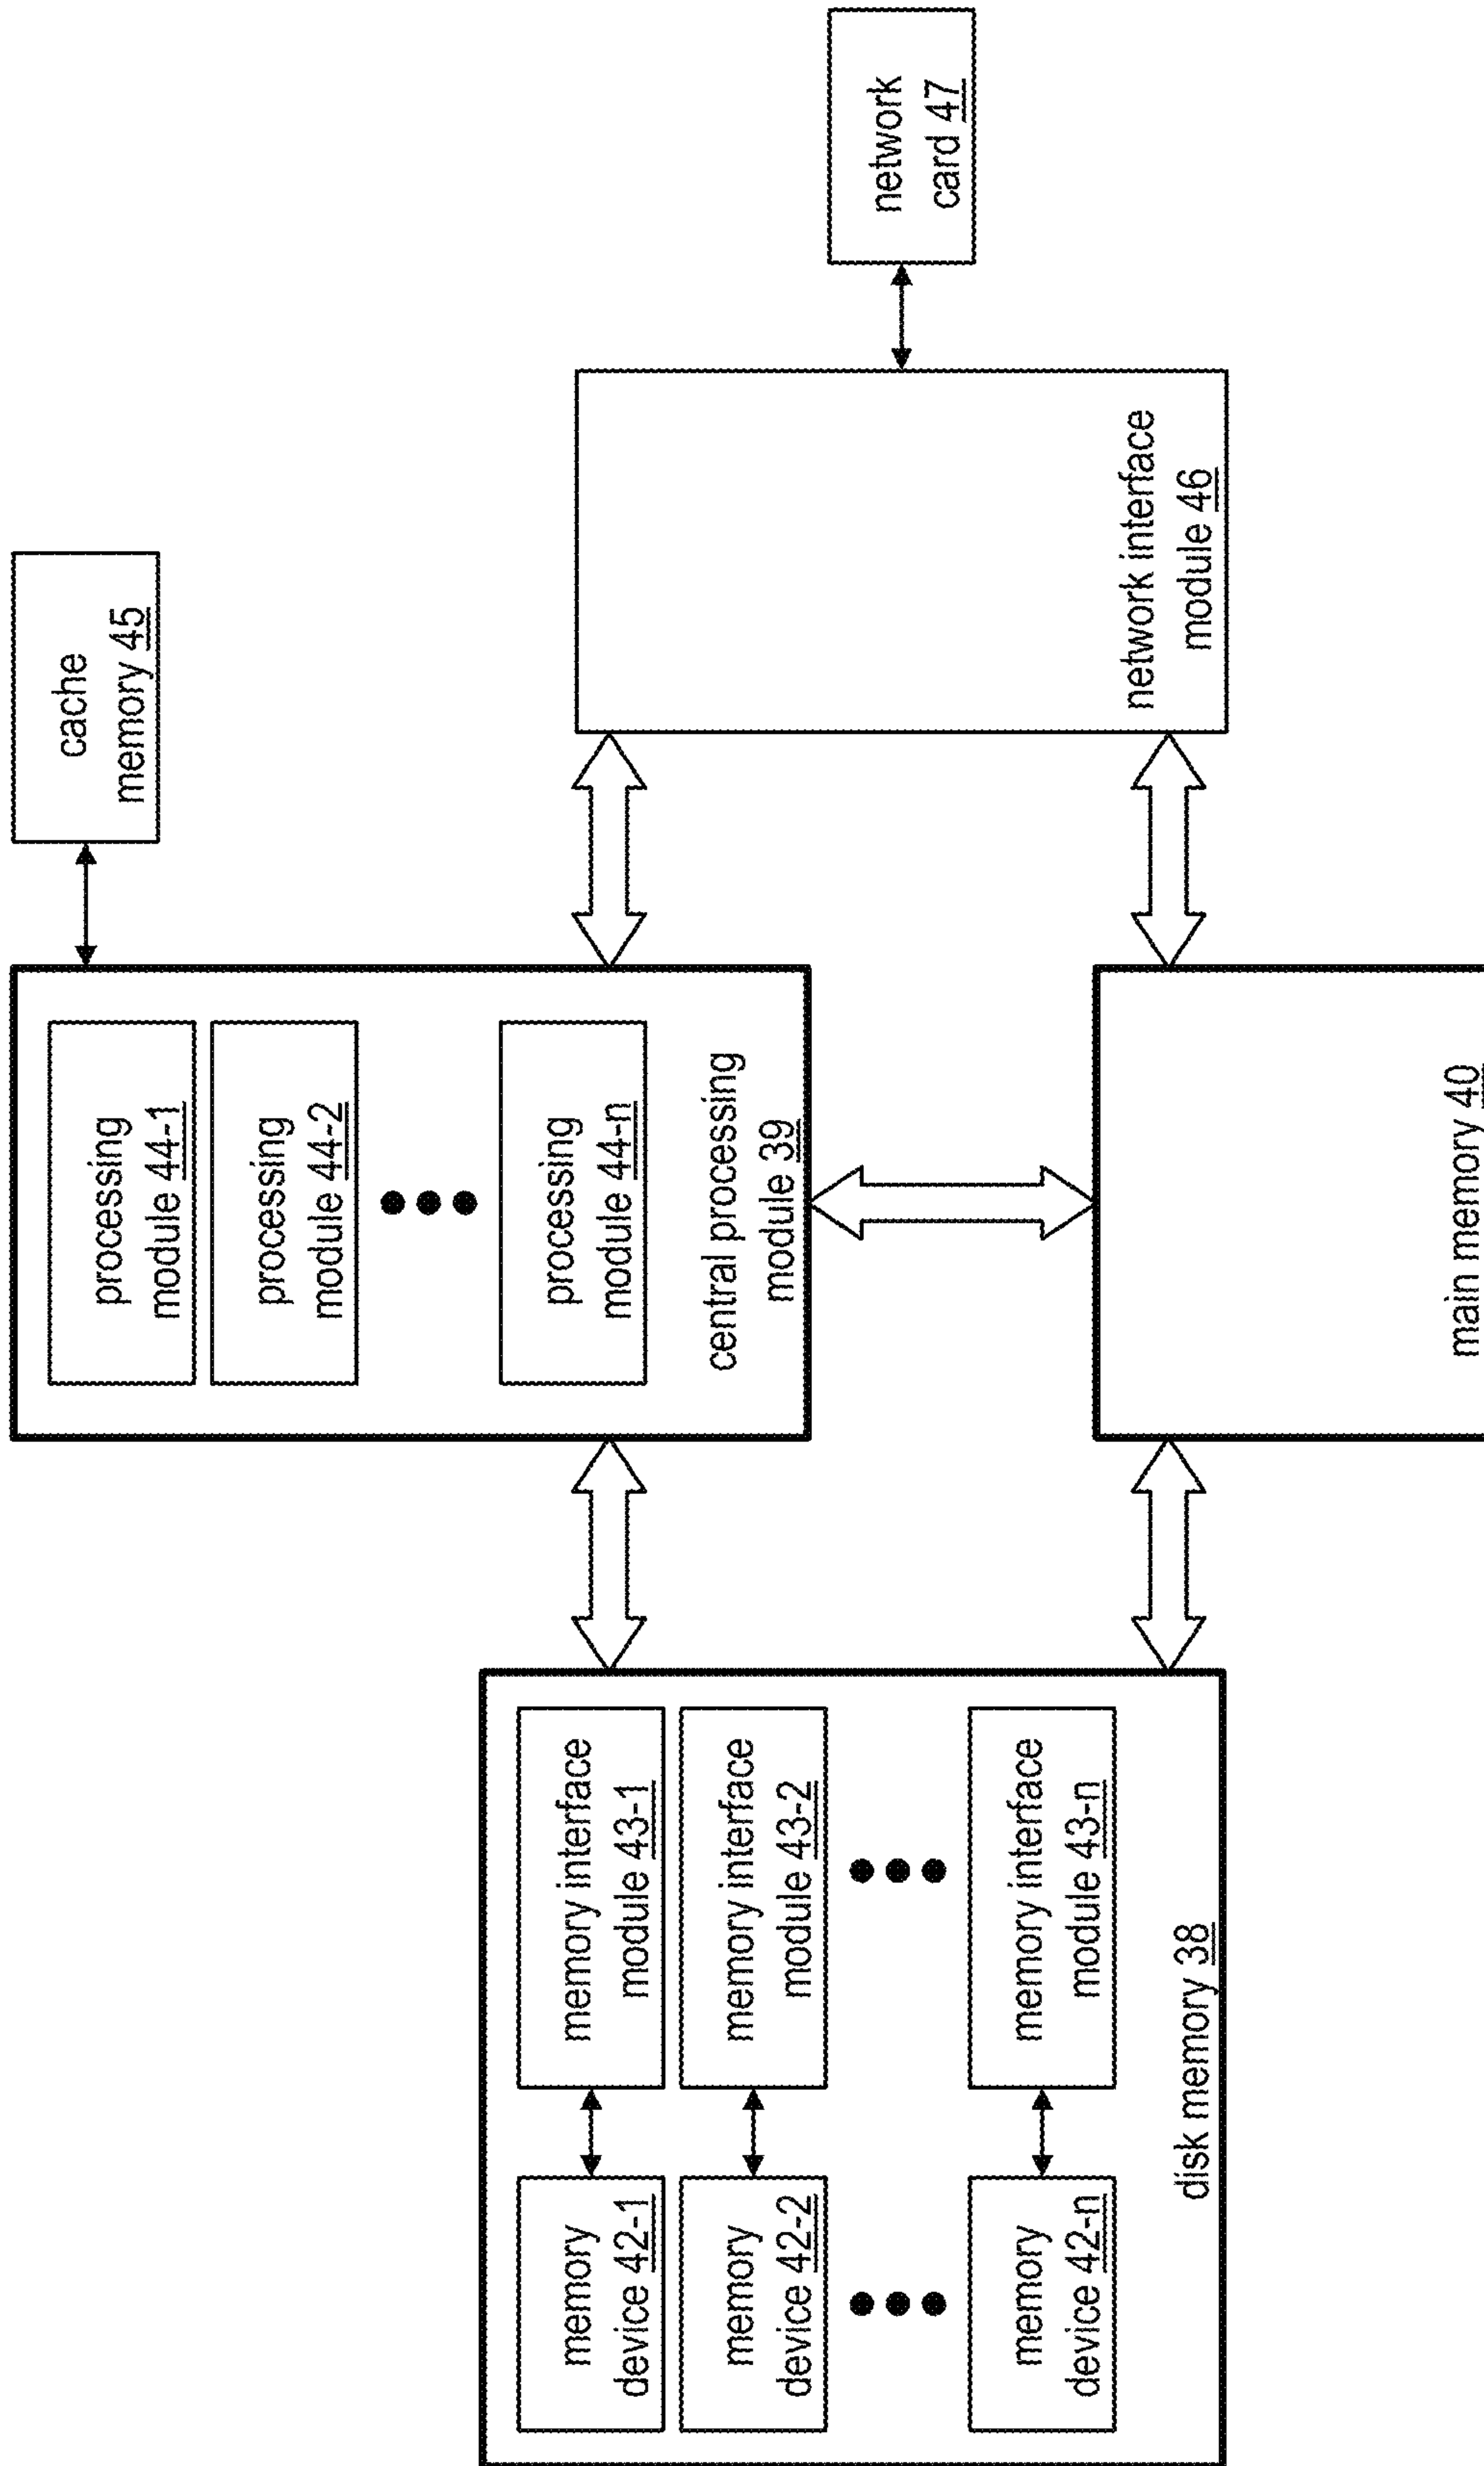 memory
device 42-1
memory interface
module 43-1
memory
device 42-2
memory interface
module 43-2
memory
device 42-n
memory interface
module 43-n
disk memory 38
processing
module 44-1
processing
module 44-2
processing
module 44-n
central processing
module 39
cache
memory 45
main memory 40
network interface
module 46
network
card 47